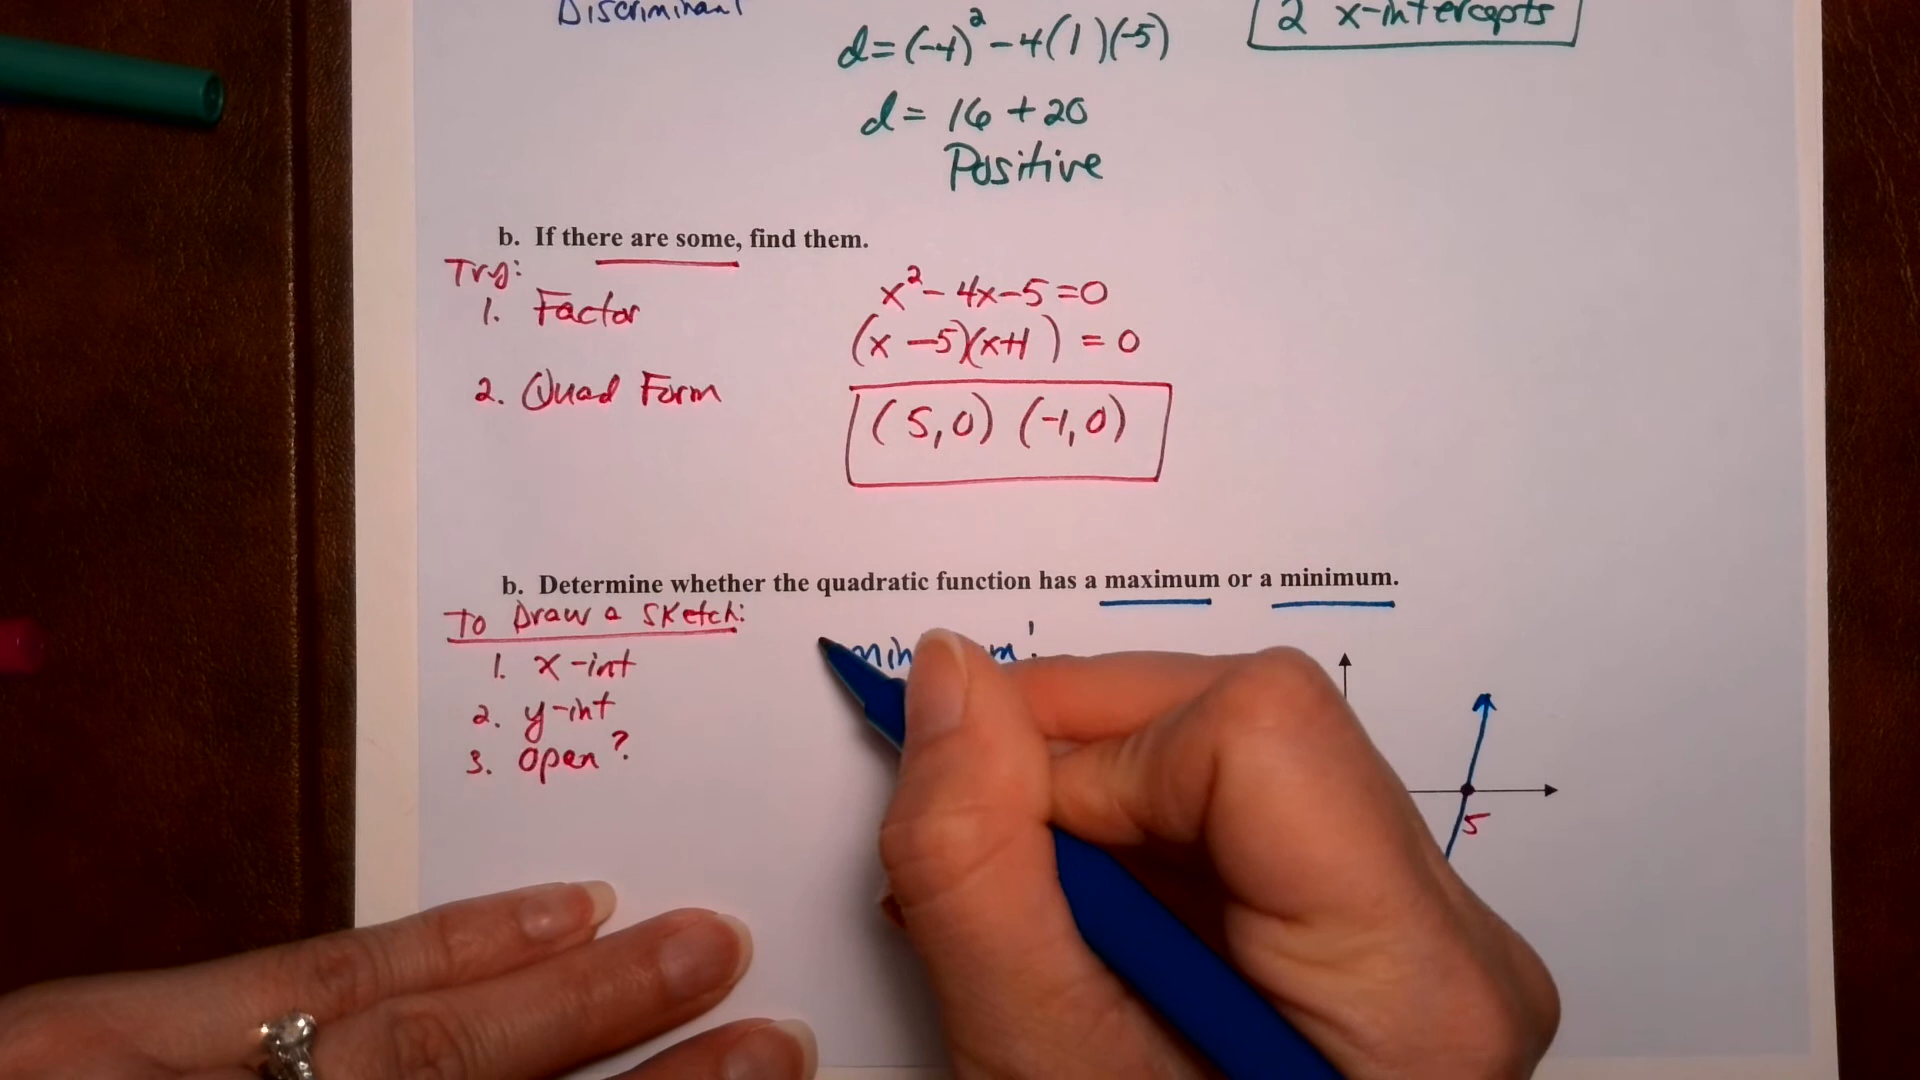 Discriminant
d=(-4)²-4(1)(-5)
2 x-intercepts
d= 16+20
Positive
b. If there are some, find them.
Try:
1. Factor
2. Quad Form
x²-4x-5=0
(x-5)(x+1)=0
(5,0) (-1,0)
b. Determine whether the quadratic function has a maximum or a minimum.
To Draw a Sketch:
1. x-int
2. y-int
3. Open?
5